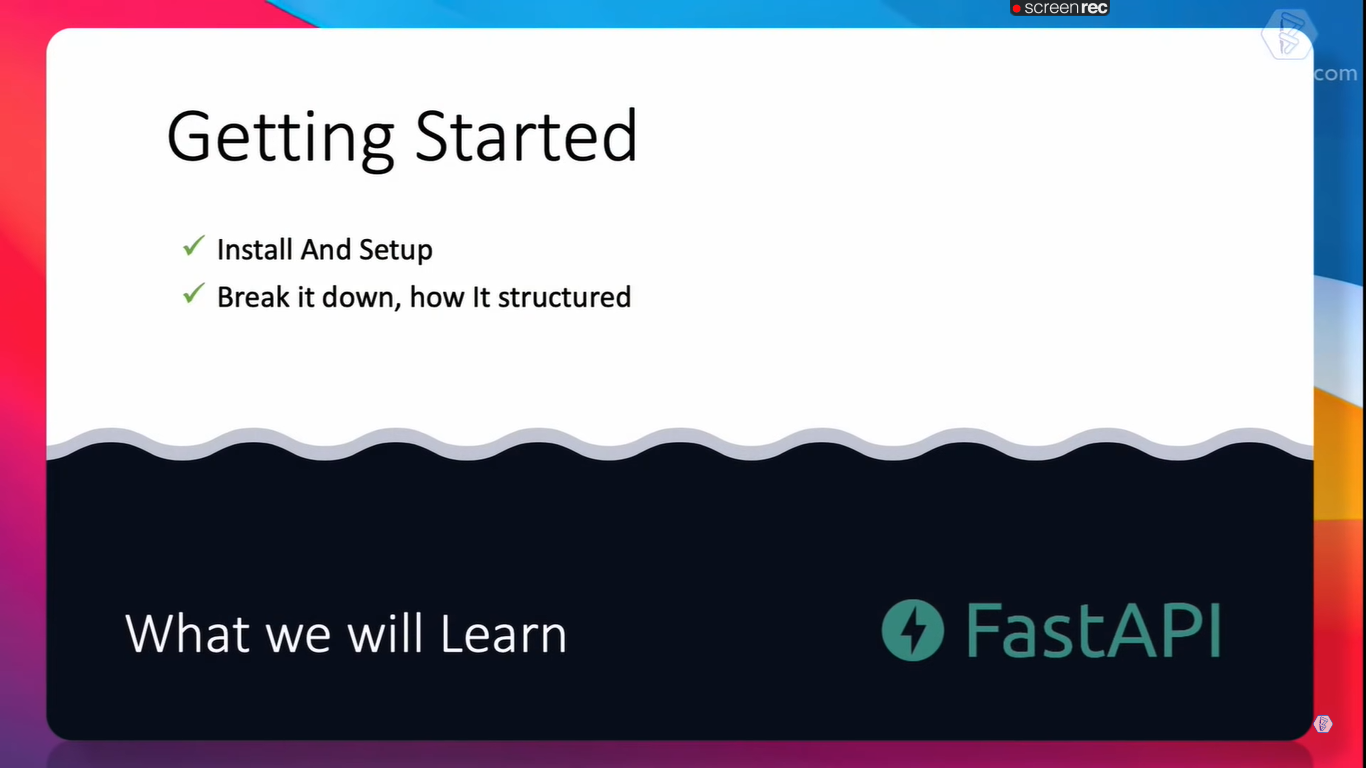 screenrec
com
Getting Started
✓ Install And Setup
✓ Break it down, how It structured
What we will Learn
FastAPI